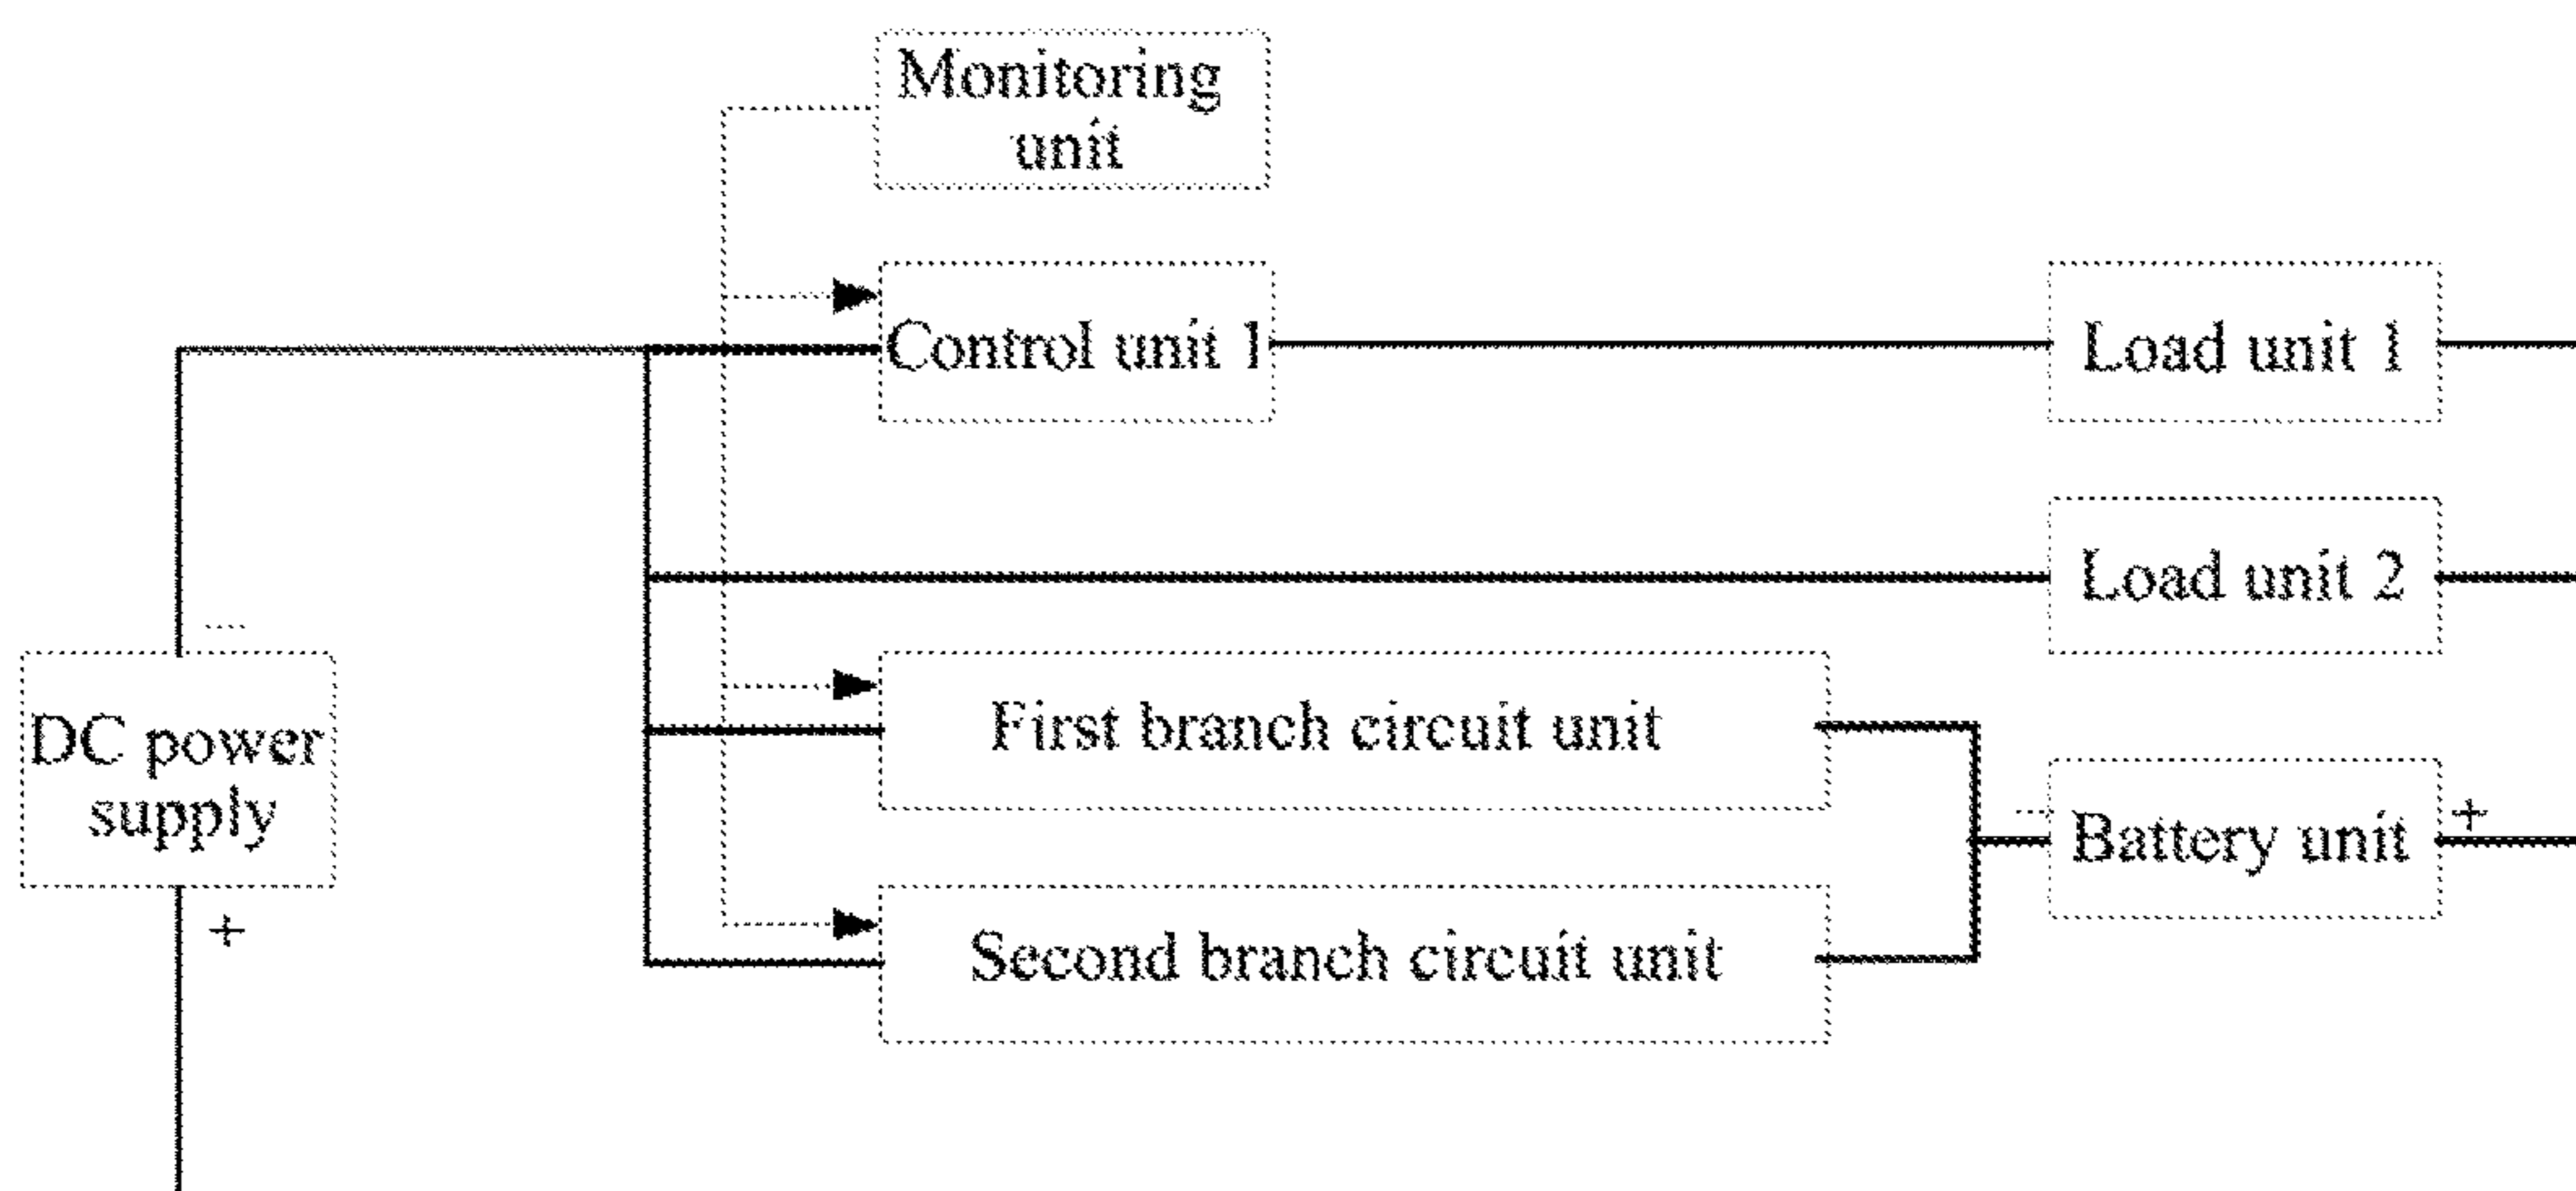 Monitoring
unit
Control unit 1
Load unit 1
Load unit 2
−
DC power
supply
+
First branch circuit unit
− Battery unit +
Second branch circuit unit